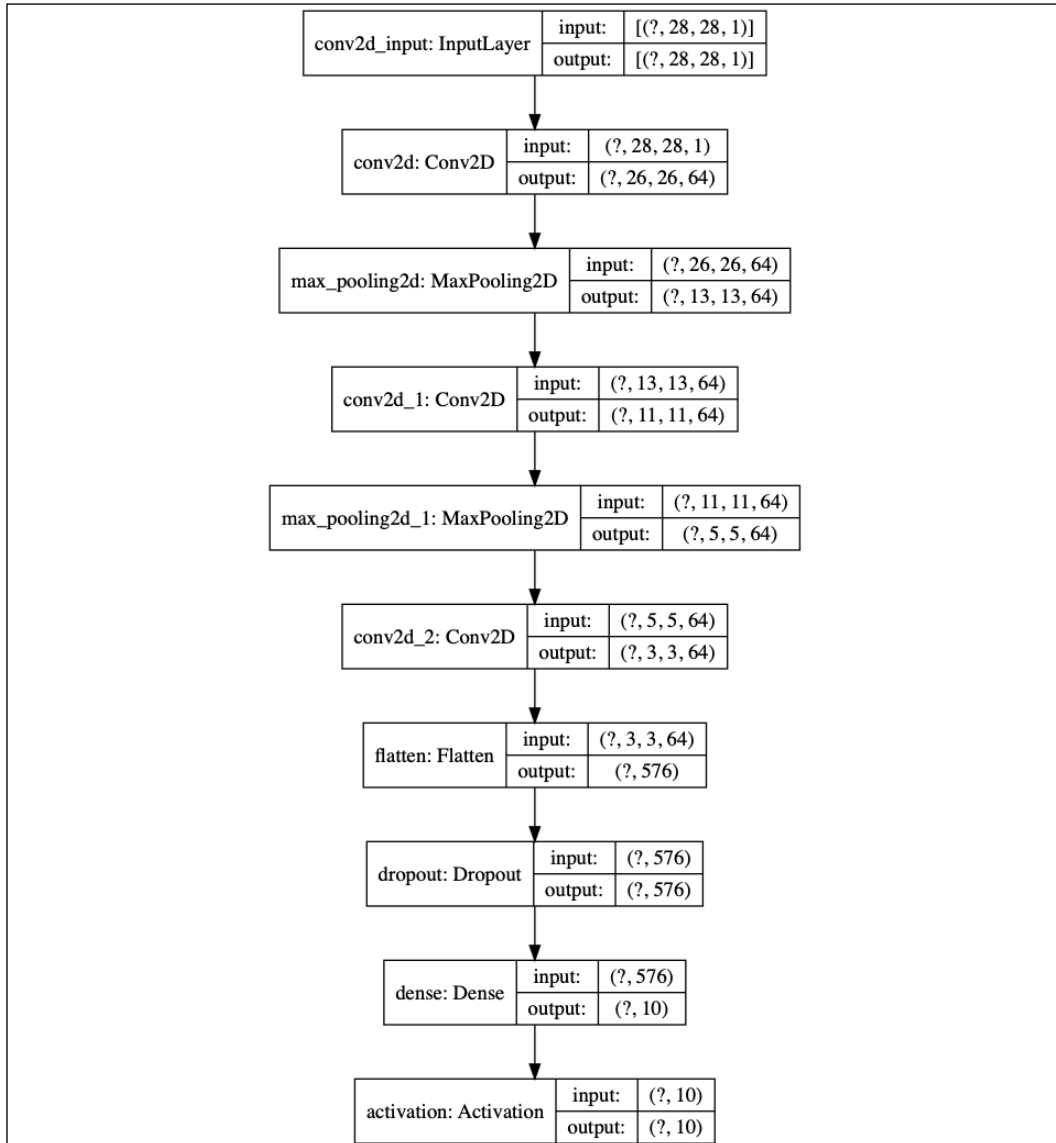 conv2d_input: InputLayer
input: [(?, 28, 28, 1)]
output: [(?, 28, 28, 1)]
conv2d: Conv2D
input: (?, 28, 28, 1)
output: (?, 26, 26, 64)
max_pooling2d: MaxPooling2D
input: (?, 26, 26, 64)
output: (?, 13, 13, 64)
conv2d_1: Conv2D
input: (?, 13, 13, 64)
output: (?, 11, 11, 64)
max_pooling2d_1: MaxPooling2D
input: (?, 11, 11, 64)
output: (?, 5, 5, 64)
conv2d_2: Conv2D
input: (?, 5, 5, 64)
output: (?, 3, 3, 64)
flatten: Flatten
input: (?, 3, 3, 64)
output: (?, 576)
dropout: Dropout
input: (?, 576)
output: (?, 576)
dense: Dense
input: (?, 576)
output: (?, 10)
activation: Activation
input: (?, 10)
output: (?, 10)